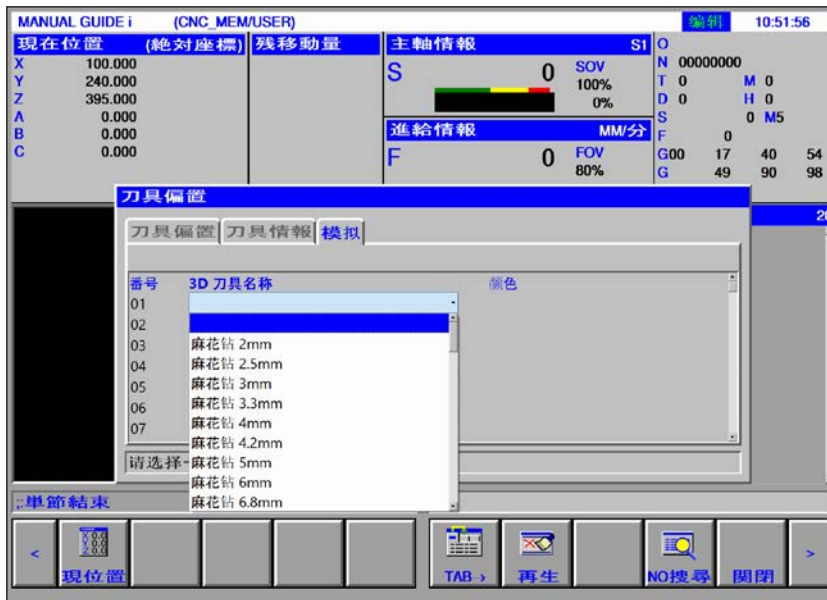 MANUAL GUIDE i (CNC_MEM/USER) 编辑 10:51:56
現在位置 (絶対座標) 残移動量 主軸情報 S1 O
X 100.000
Y 240.000
Z 395.000
A 0.000
B 0.000
C 0.000
S 0 SOV
100%
0%
進給情報 MM/分
F 0 FOV
80%
N 00000000
T 0 M 0
D 0 H 0
S 0 M5
F 0
G00 17 40 54
G 49 90 98
刀具偏置
刀具偏置 刀具情報 模拟
番号 3D 刀具名称 颜色
01
02
03
04
05
06
07
麻花钻 2mm
麻花钻 2.5mm
麻花钻 3mm
麻花钻 3.3mm
麻花钻 4mm
麻花钻 4.2mm
麻花钻 5mm
麻花钻 6mm
麻花钻 6.8mm
请选择
;:単節結束
< 現位置 TAB→ 再生 NO搜尋 関閉 >